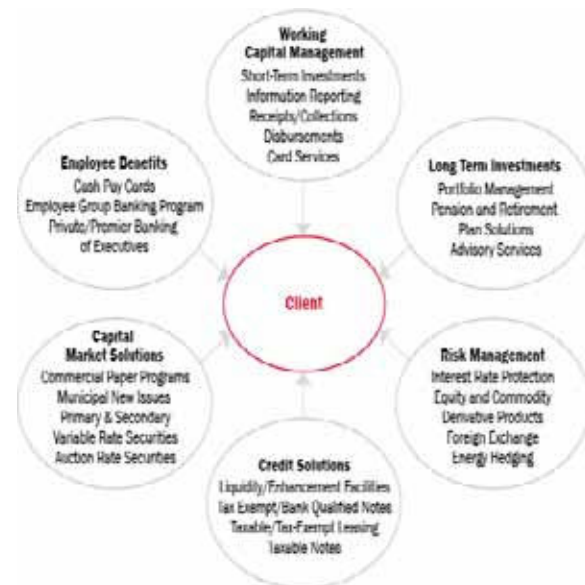 Working
Capital Management
Short-Term Investments
Information Reporting
Receipts/Collections
Disbursements
Card Services
Employee Benefits
Cash Pay Cards
Employee Group Banking Program
Private/Premier Banking
of Executives
Long Term Investments
Portfolio Management
Pension and Retirement
Plan Solutions
Advisory Services
Client
Capital
Market Solutions
Commercial Paper Programs
Municipal New Issues
Primary & Secondary
Variable Rate Securities
Auction Rate Securities
Risk Management
Interest Rate Protection
Equity and Commodity
Derivative Products
Foreign Exchange
Energy Hedging
Credit Solutions
Liquidity/Enhancement Facilities
Tax Exempt/Bank Qualified Notes
Taxable/Tax-Exempt Leasing
Taxable Notes